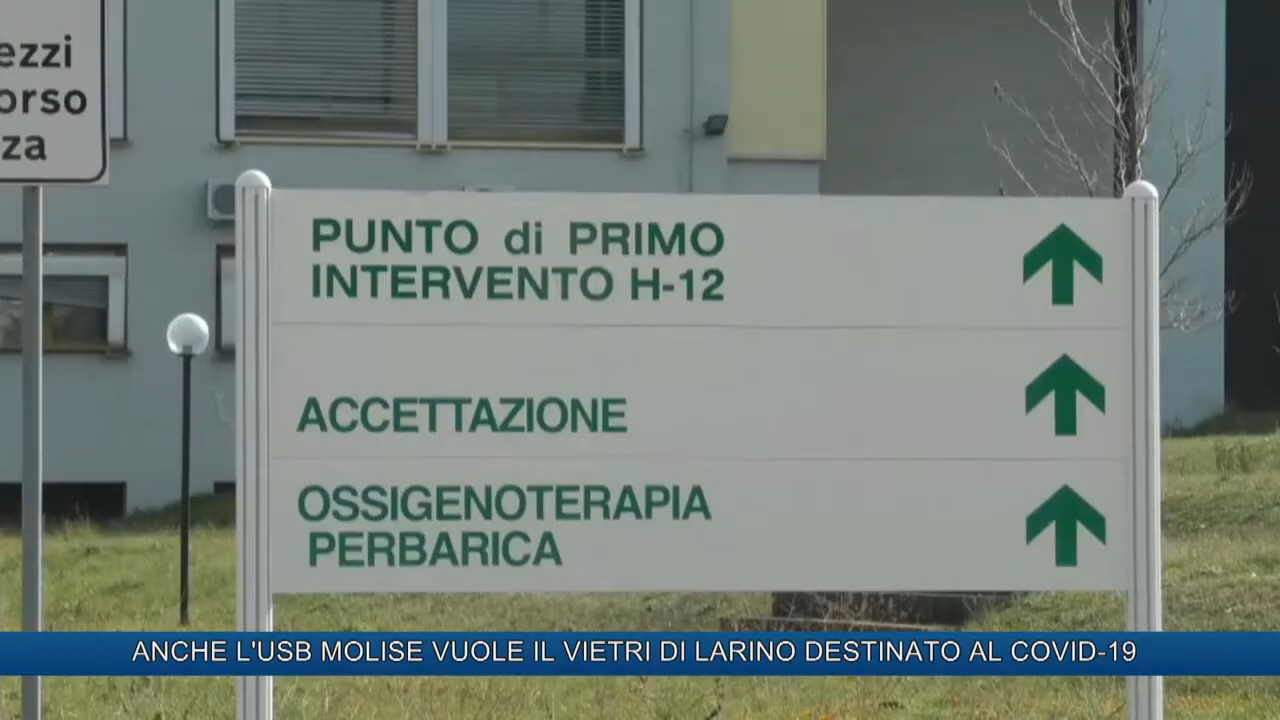 ezzi
orso
za
PUNTO di PRIMO
INTERVENTO H-12
ACCETTAZIONE
OSSIGENOTERAPIA
PERBARICA
ANCHE L'USB MOLISE VUOLE IL VIETRI DI LARINO DESTINATO AL COVID-19